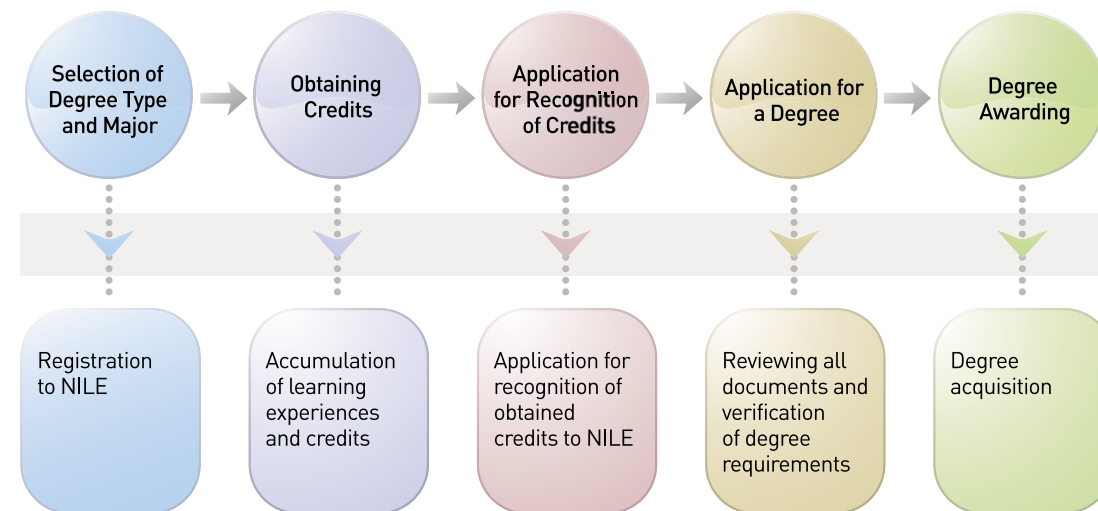 Selection of
Degree Type
and Major
Obtaining
Credits
Application
for Recognition
of Credits
Application for
a Degree
Degree
Awarding
Registration
to NILE
Accumulation
of learning
experiences
and credits
Application for
recognition of
obtained
credits to NILE
Reviewing all
documents and
verification
of degree
requirements
Degree
acquisition